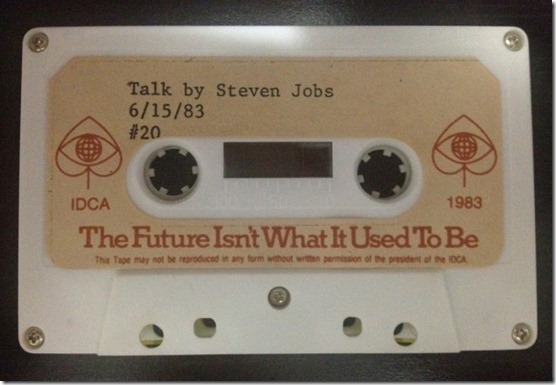 Talk by Steven Jobs
6/15/83
#20
IDCA
1983
The Future Isn't What It Used To Be
This Tape may not be reproduced in any form without written permission of the president of the IDCA.